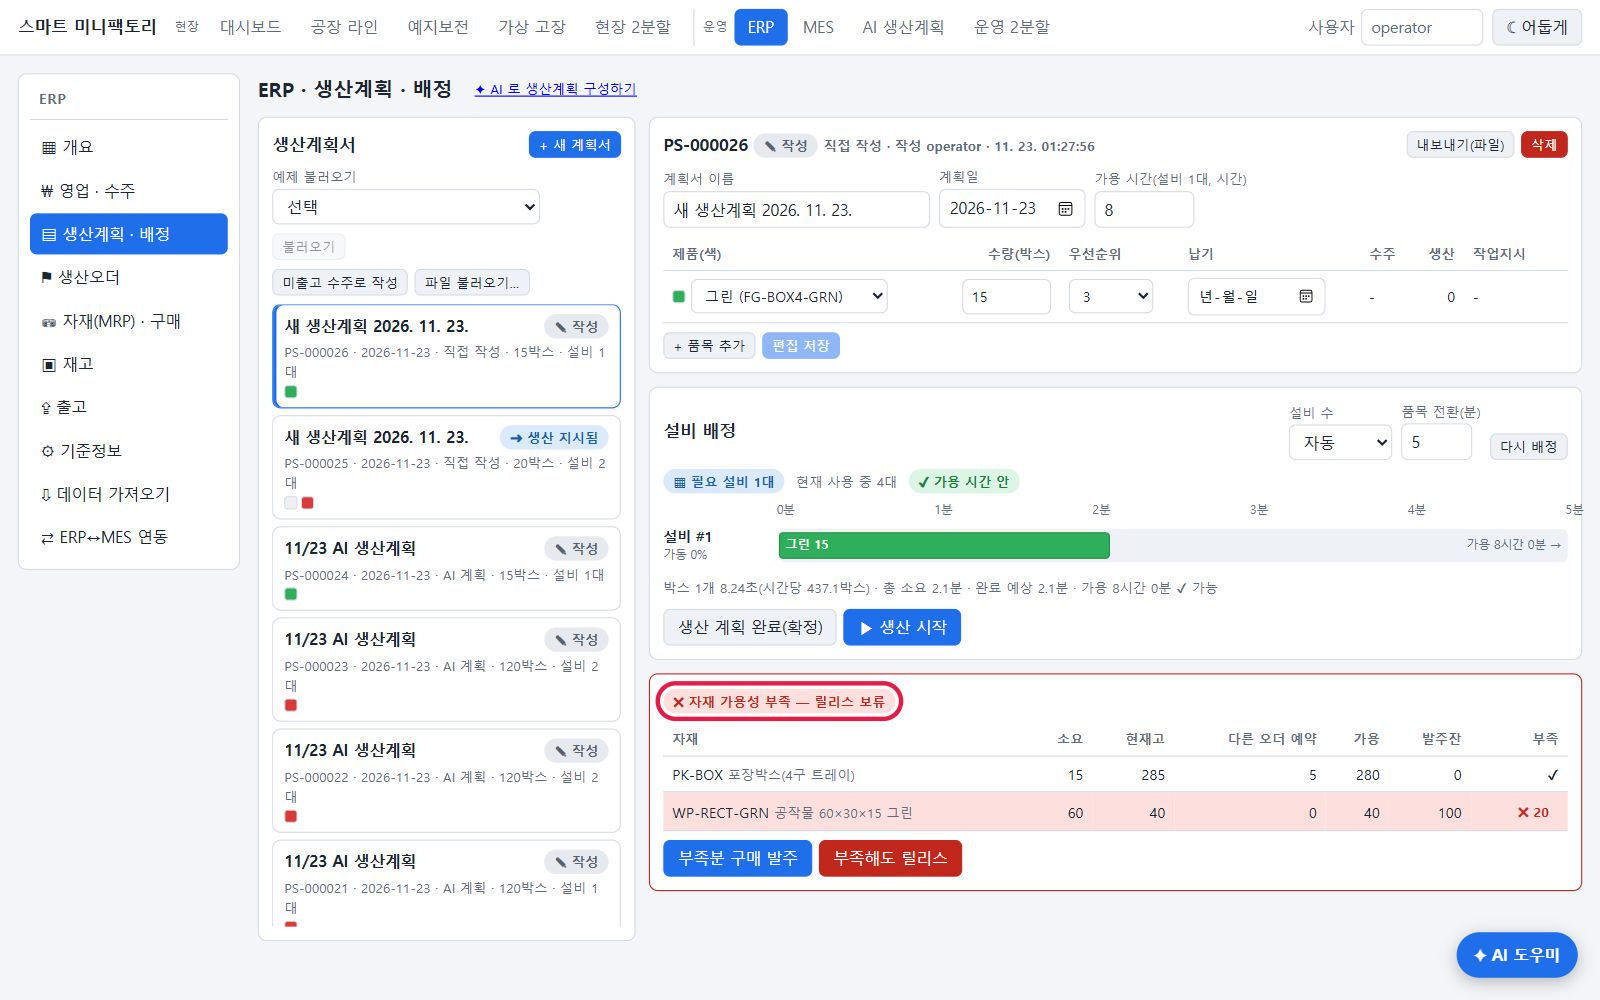 스마트 미니팩토리 현장 대시보드 공장 라인 예지보전 가상 고장 현장 2분할 운영 ERP MES AI 생산계획 운영 2분할 사용자 operator ☾ 어둡게
ERP
▦ 개요
₩ 영업 · 수주
▤ 생산계획 · 배정
⚑ 생산오더
자재(MRP) · 구매
▣ 재고
⇪ 출고
⚙ 기준정보
⇩ 데이터 가져오기
⇄ ERP↔MES 연동
ERP · 생산계획 · 배정 ✦ AI 로 생산계획 구성하기
생산계획서 + 새 계획서
예제 불러오기
선택
불러오기
미출고 수주로 작성 파일 불러오기...
새 생산계획 2026. 11. 23. ✎ 작성
PS-000026 · 2026-11-23 · 직접 작성 · 15박스 · 설비 1
대
새 생산계획 2026. 11. 23. → 생산 지시됨
PS-000025 · 2026-11-23 · 직접 작성 · 20박스 · 설비 2
대
11/23 AI 생산계획 ✎ 작성
PS-000024 · 2026-11-23 · AI 계획 · 15박스 · 설비 1대
11/23 AI 생산계획 ✎ 작성
PS-000023 · 2026-11-23 · AI 계획 · 120박스 · 설비 2
대
11/23 AI 생산계획 ✎ 작성
PS-000022 · 2026-11-23 · AI 계획 · 120박스 · 설비 2
대
11/23 AI 생산계획 ✎ 작성
PS-000021 · 2026-11-23 · AI 계획 · 120박스 · 설비 1
대
PS-000026 ✎ 작성 직접 작성 · 작성 operator · 11. 23. 01:27:56 내보내기(파일) 삭제
계획서 이름 계획일 가용 시간(설비 1대, 시간)
새 생산계획 2026. 11. 23. 2026-11-23 8
제품(색) 수량(박스) 우선순위 납기 수주 생산 작업지시
그린 (FG-BOX4-GRN) 15 3 년-월-일 - 0 -
+ 품목 추가 편집 저장
설비 배정 설비 수 품목 전환(분)
자동 5 다시 배정
▦ 필요 설비 1대 현재 사용 중 4대 ✓ 가용 시간 안
0분 1분 2분 3분 4분 5분
설비 #1 그린 15 가용 8시간 0분 →
가동 0%
박스 1개 8.24초(시간당 437.1박스) · 총 소요 2.1분 · 완료 예상 2.1분 · 가용 8시간 0분 ✓ 가능
생산 계획 완료(확정) ▶ 생산 시작
✕ 자재 가용성 부족 — 릴리스 보류
자재 소요 현재고 다른 오더 예약 가용 발주잔 부족
PK-BOX 포장박스(4구 트레이) 15 285 5 280 0 ✓
WP-RECT-GRN 공작물 60×30×15 그린 60 40 0 40 100 ✕ 20
부족분 구매 발주 부족해도 릴리스
✦ AI 도우미